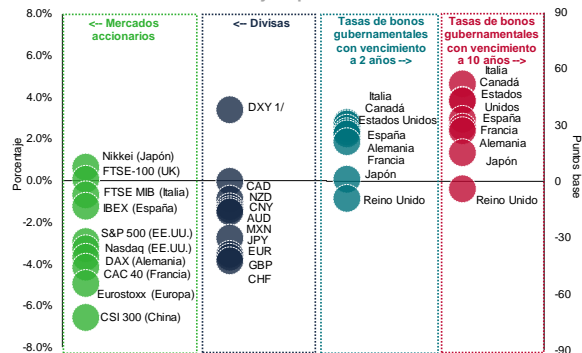 8.0%
6.0%
4.0%
2.0%
0.0%
-2.0%
-4.0%
-6.0%
-8.0%
Porcentaje
<-- Mercados
accionarios
Nikkei (Japón)
FTSE-100 (UK)
FTSE MIB (Italia)
IBEX (España)
S&P 500 (EE.UU.)
Nasdaq (EE.UU.)
DAX (Alemania)
CAC 40 (Francia)
Eurostoxx (Europa)
CSI 300 (China)
<-- Divisas
DXY 1/
CAD
NZD
CNY
AUD
MXN
JPY
EUR
GBP
CHF
Tasas de bonos
gubernamentales
con vencimiento
a 2 años -->
Italia
Canadá
Estados Unidos
España
Alemania
Francia
Japón
Reino Unido
Tasas de bonos
gubernamentales
con vencimiento
a 10 años -->
Italia
Canadá
Estados
Unidos
España
Francia
Alemania
Japón
Reino Unido
90
60
30
0
-30
-60
-90
Puntos base